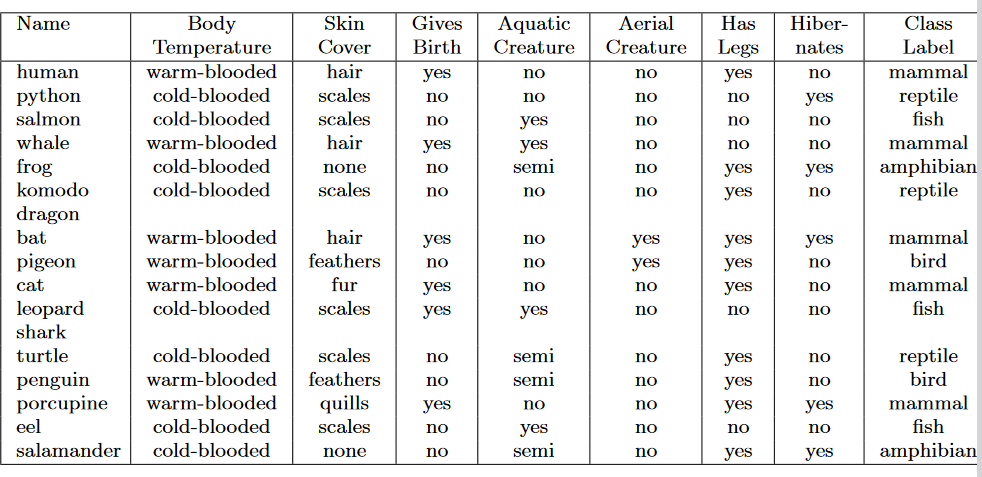 Name Body Skin Gives Aquatic Aerial Has Hiber- Class
Temperature Cover Birth Creature Creature Legs nates Label
human warm-blooded hair yes no no yes no mammal
python cold-blooded scales no no no no yes reptile
salmon cold-blooded scales no yes no no no fish
whale warm-blooded hair yes yes no no no mammal
frog cold-blooded none no semi no yes yes amphibian
komodo cold-blooded scales no no no yes no reptile
dragon
bat warm-blooded hair yes no yes yes yes mammal
pigeon warm-blooded feathers no no yes yes no bird
cat warm-blooded fur yes no no yes no mammal
leopard cold-blooded scales yes yes no no no fish
shark
turtle cold-blooded scales no semi no yes no reptile
penguin warm-blooded feathers no semi no yes no bird
porcupine warm-blooded quills yes no no yes yes mammal
eel cold-blooded scales no yes no no no fish
salamander cold-blooded none no semi no yes yes amphibian